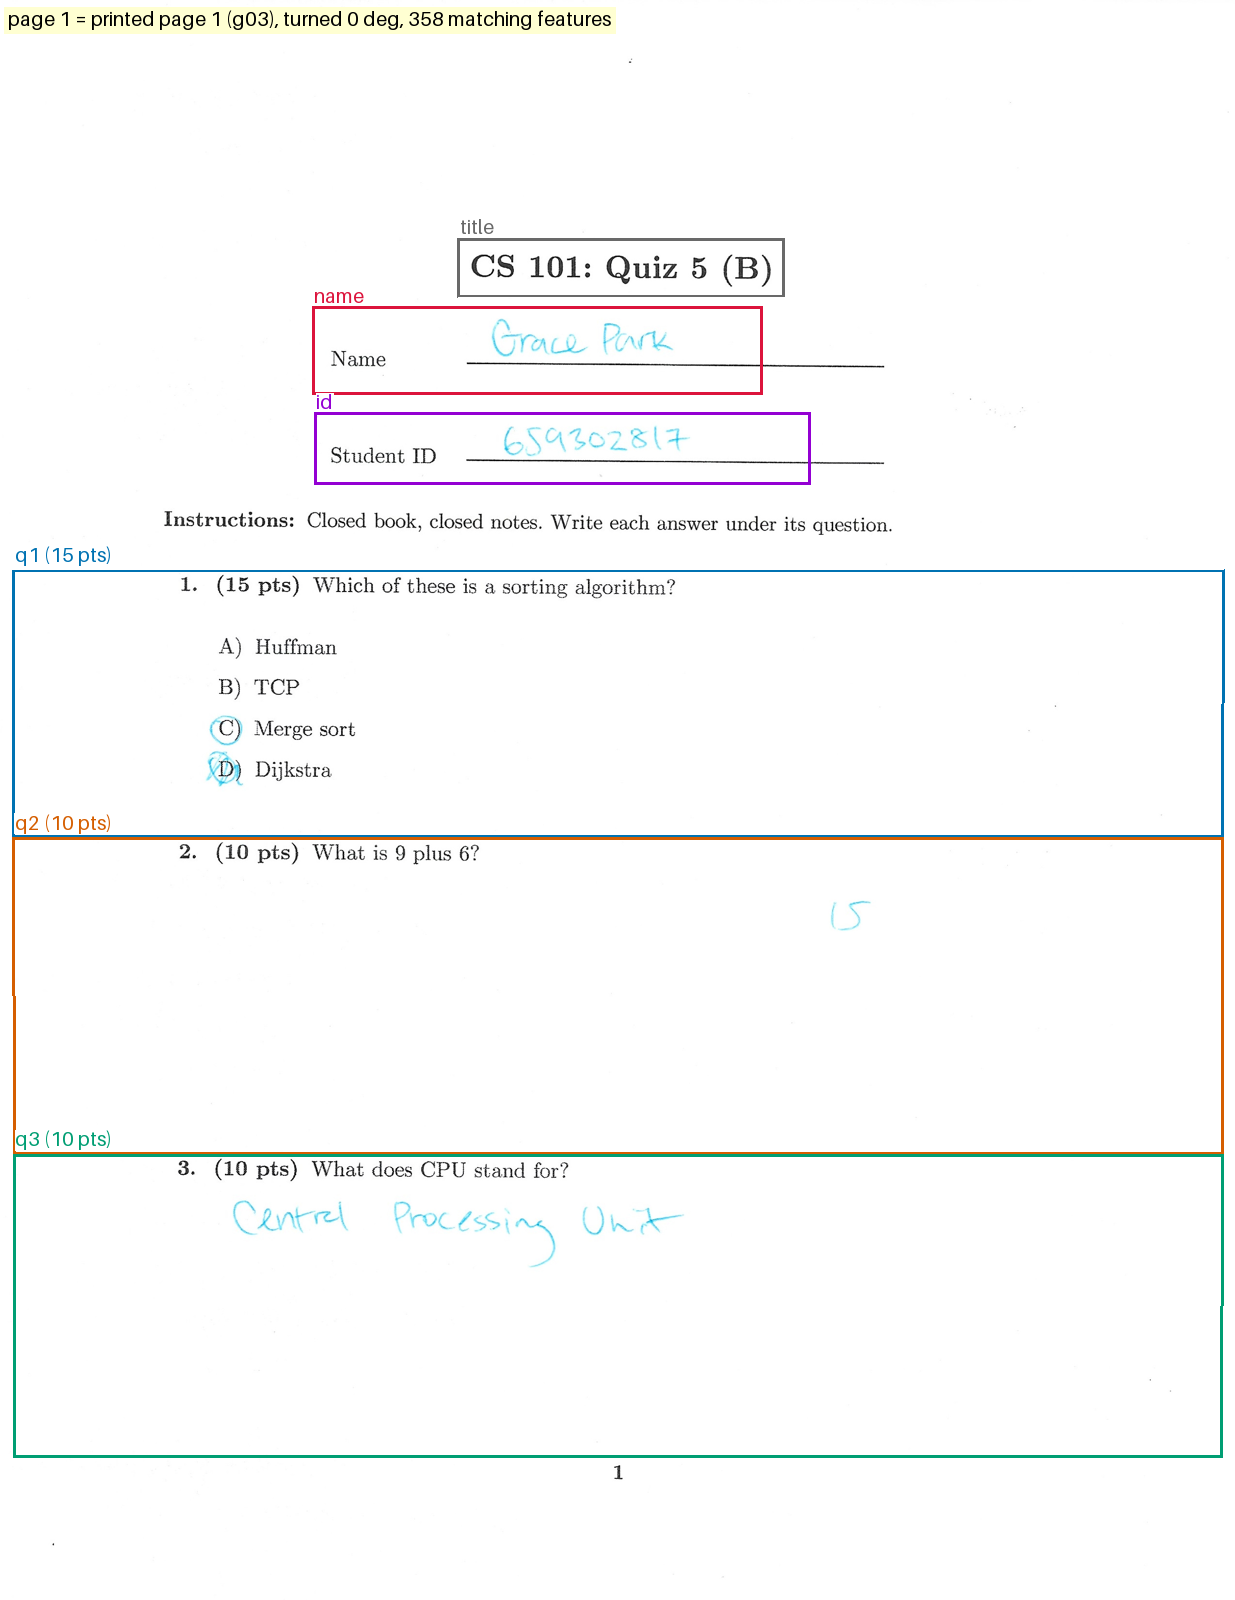 page 1 = printed page 1 (g03), turned 0 deg, 358 matching features
title
CS 101: Quiz 5 (B)
name
Name Grace Park
id
Student ID 659302817
Instructions: Closed book, closed notes. Write each answer under its question.
q1 (15 pts)
1. (15 pts) Which of these is a sorting algorithm?
A) Huffman
B) TCP
C) Merge sort
D) Dijkstra
q2 (10 pts)
2. (10 pts) What is 9 plus 6?
15
q3 (10 pts)
3. (10 pts) What does CPU stand for?
Central Processing Unit
1